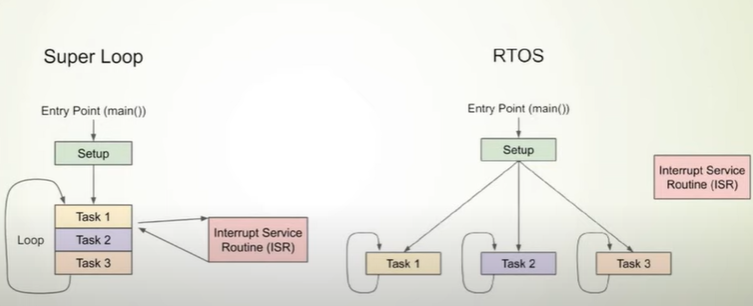 Super Loop
Entry Point (main())
Setup
Task 1
Task 2
Task 3
Loop
Interrupt Service
Routine (ISR)
RTOS
Entry Point (main())
Setup
Task 1
Task 2
Task 3
Interrupt Service
Routine (ISR)